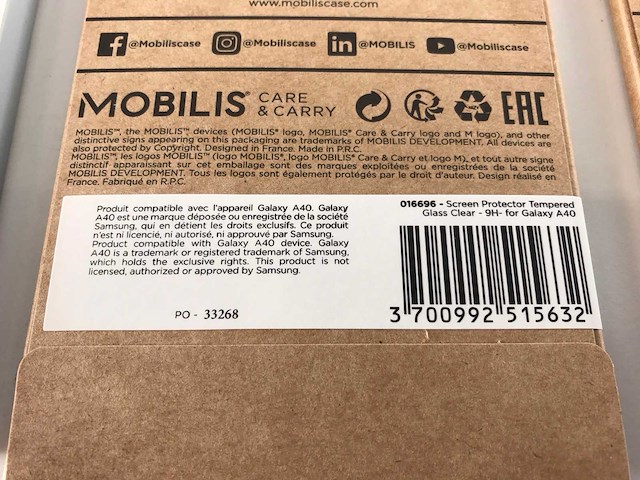 www.mobiliscase.com
@Mobiliscase @Mobiliscase @MOBILIS @Mobiliscase
MOBILIS® CARE & CARRY EAC
MOBILIS™, the MOBILIS™ devices (MOBILIS® logo, MOBILIS® Care & Carry logo and M logo), and other
distinctive signs appearing on this packaging are trademarks of MOBILIS DEVELOPMENT. All devices are
also protected by Copyright. Designed in France. Made in P.R.C.
MOBILIS™, les logos MOBILIS™ (logo MOBILIS®, logo MOBILIS® Care & Carry et logo M), et tout autre signe
distinctif apparaissant sur cet emballage sont des marques exploitées ou enregistrées de la société
MOBILIS DEVELOPMENT. Tous les logos sont également protégés par le droit d'auteur. Design réalisé en
France. Fabriqué en R.P.C.
Produit compatible avec l'appareil Galaxy A40. Galaxy
A40 est une marque déposée ou enregistrée de la société
Samsung, qui en détient les droits exclusifs. Ce produit
n'est ni licencié, ni autorisé, ni approuvé par Samsung.
Product compatible with Galaxy A40 device. Galaxy
A40 is a trademark or registered trademark of Samsung,
which holds the exclusive rights. This product is not
licensed, authorized or approved by Samsung.
PO - 33268
016696 - Screen Protector Tempered
Glass Clear - 9H- for Galaxy A40
3 700992 515632